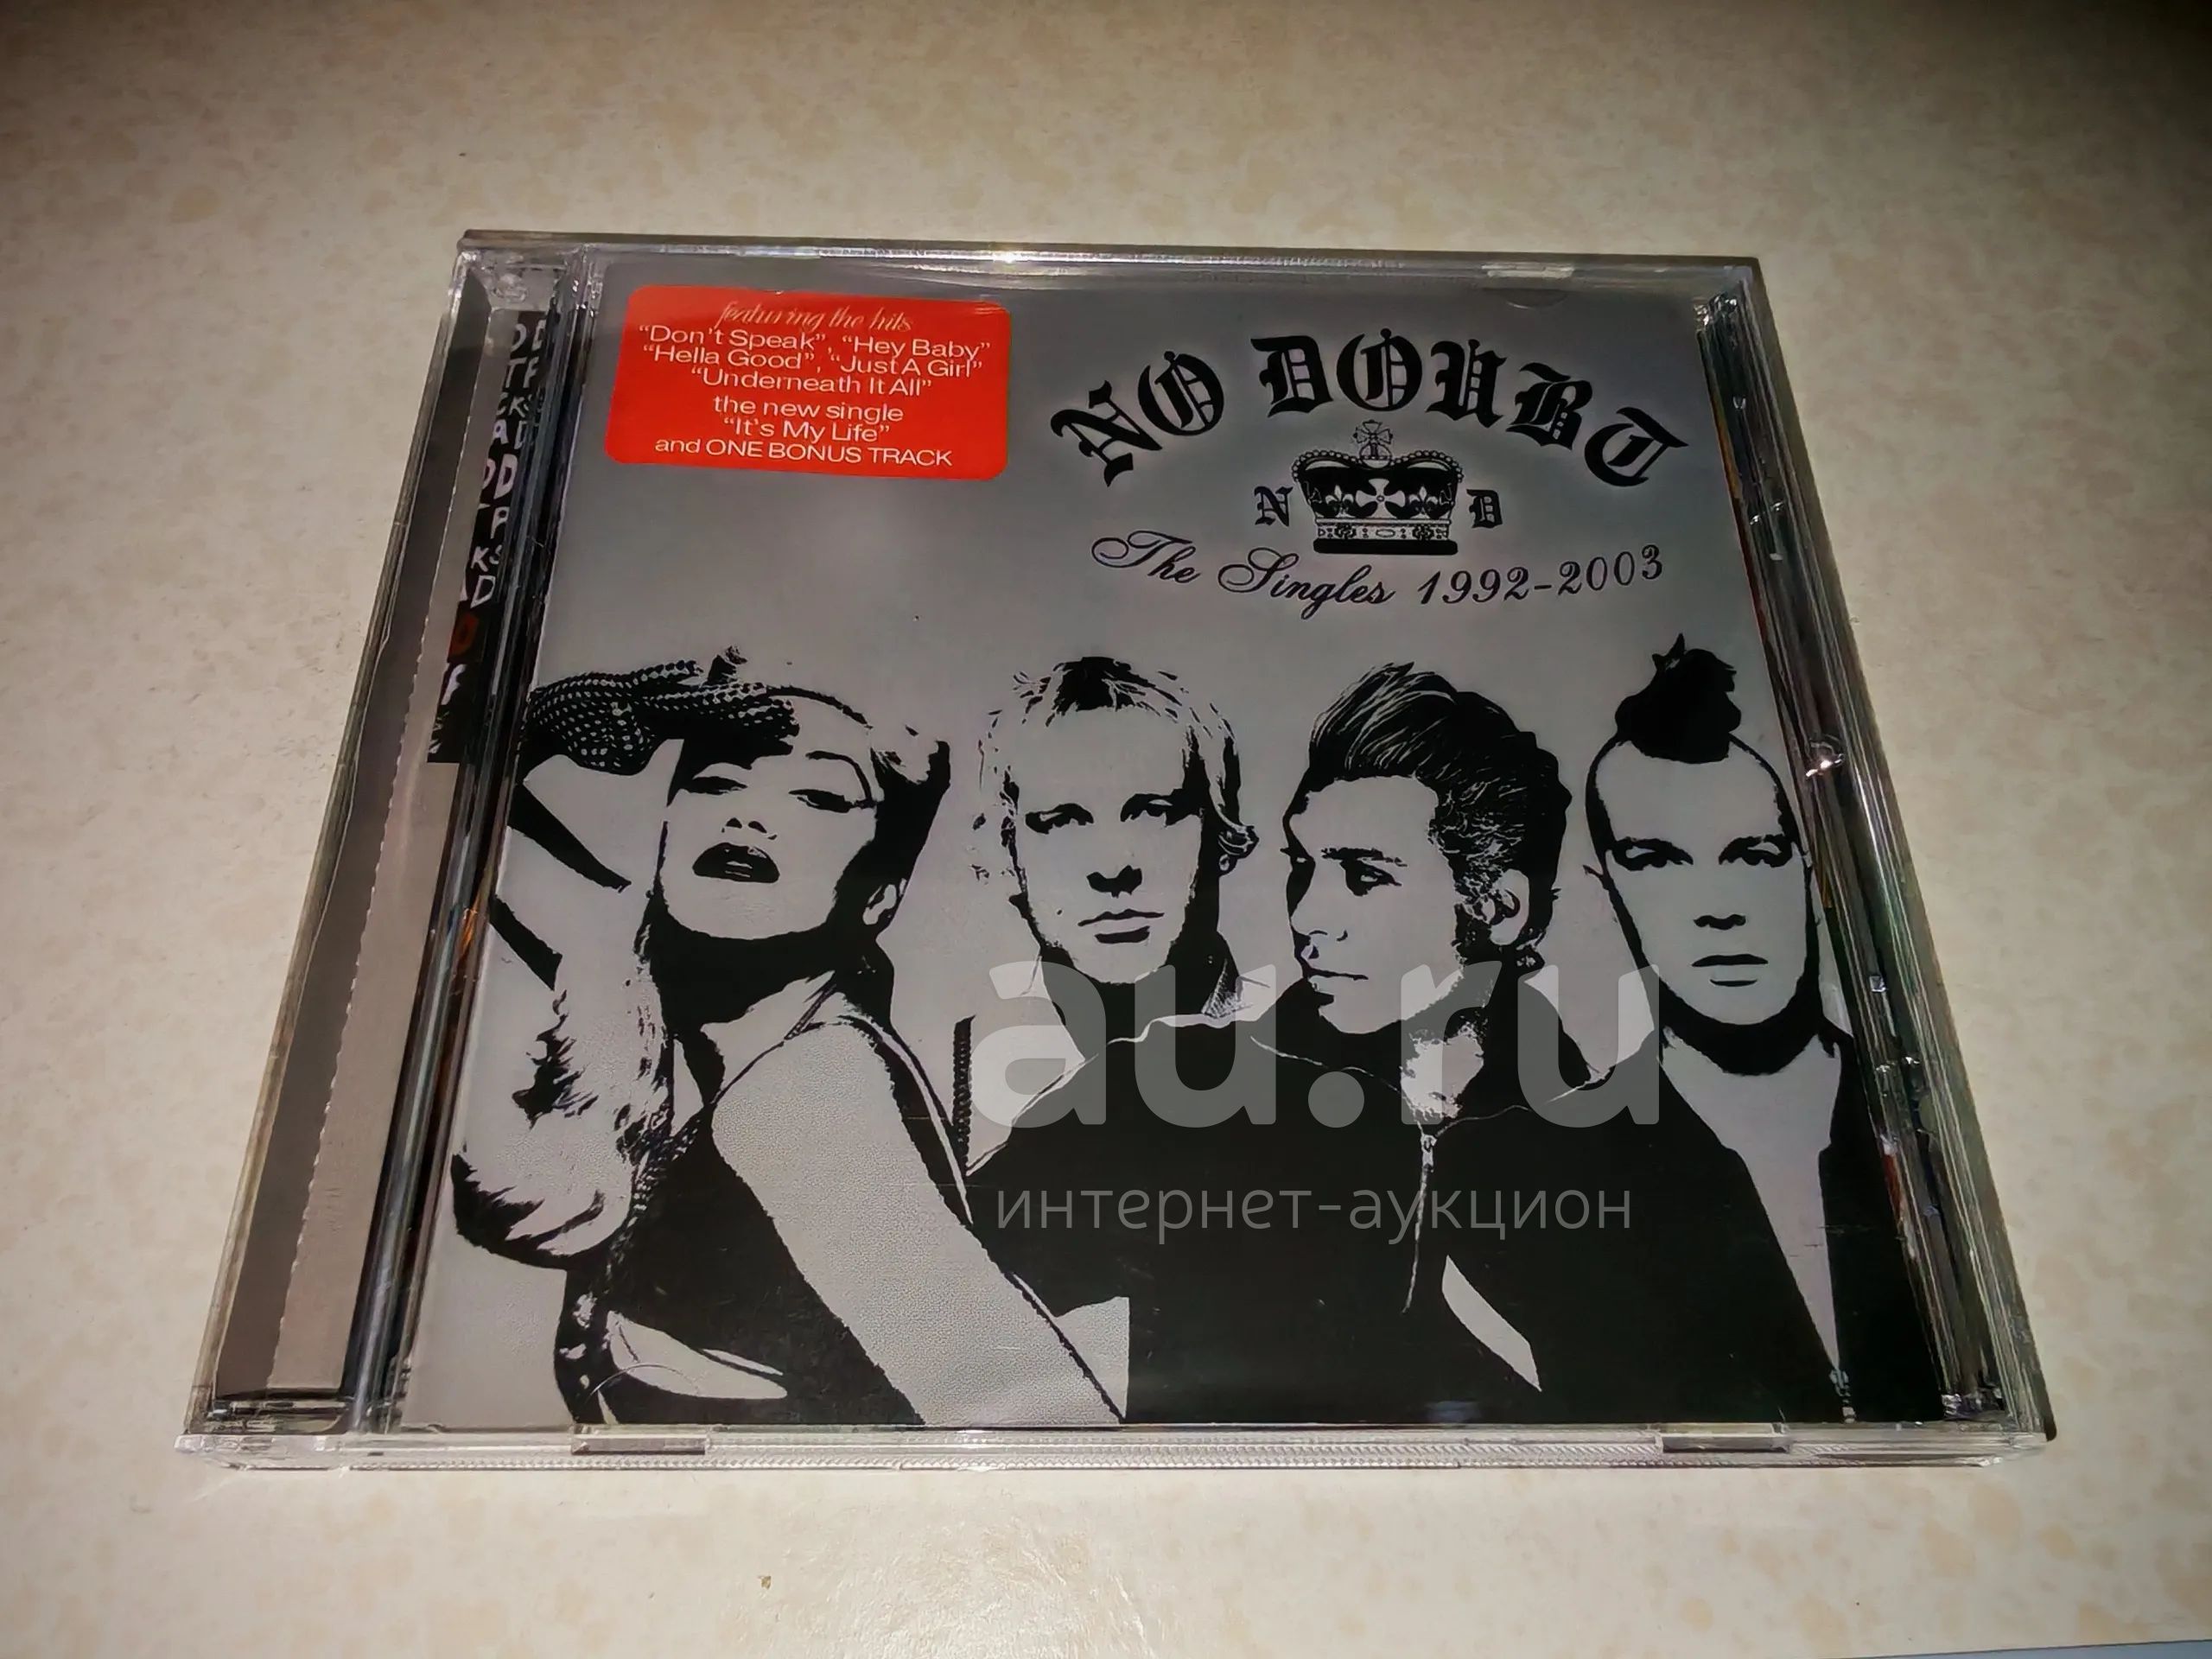 featuring the hits
“Don't Speak”, “Hey Baby”
“Hella Good”, “Just A Girl”
“Underneath It All”
the new single
“It's My Life”
and ONE BONUS TRACK
NO DOUBT
N D
The Singles 1992-2003
au.ru
интернет-аукцион